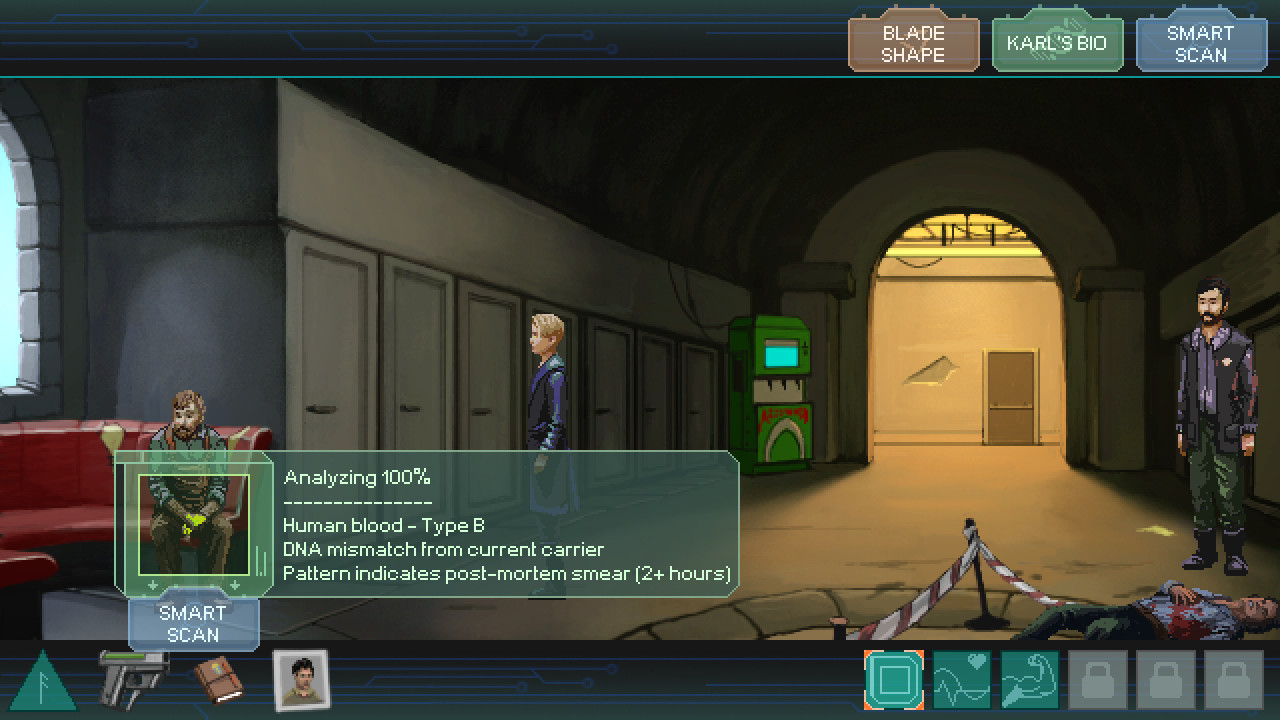 BLADE
SHAPE
KARL'S BIO
SMART
SCAN
Analyzing 100%
---------------
Human blood - Type B
DNA mismatch from current carrier
Pattern indicates post-mortem smear (2+ hours)
SMART
SCAN